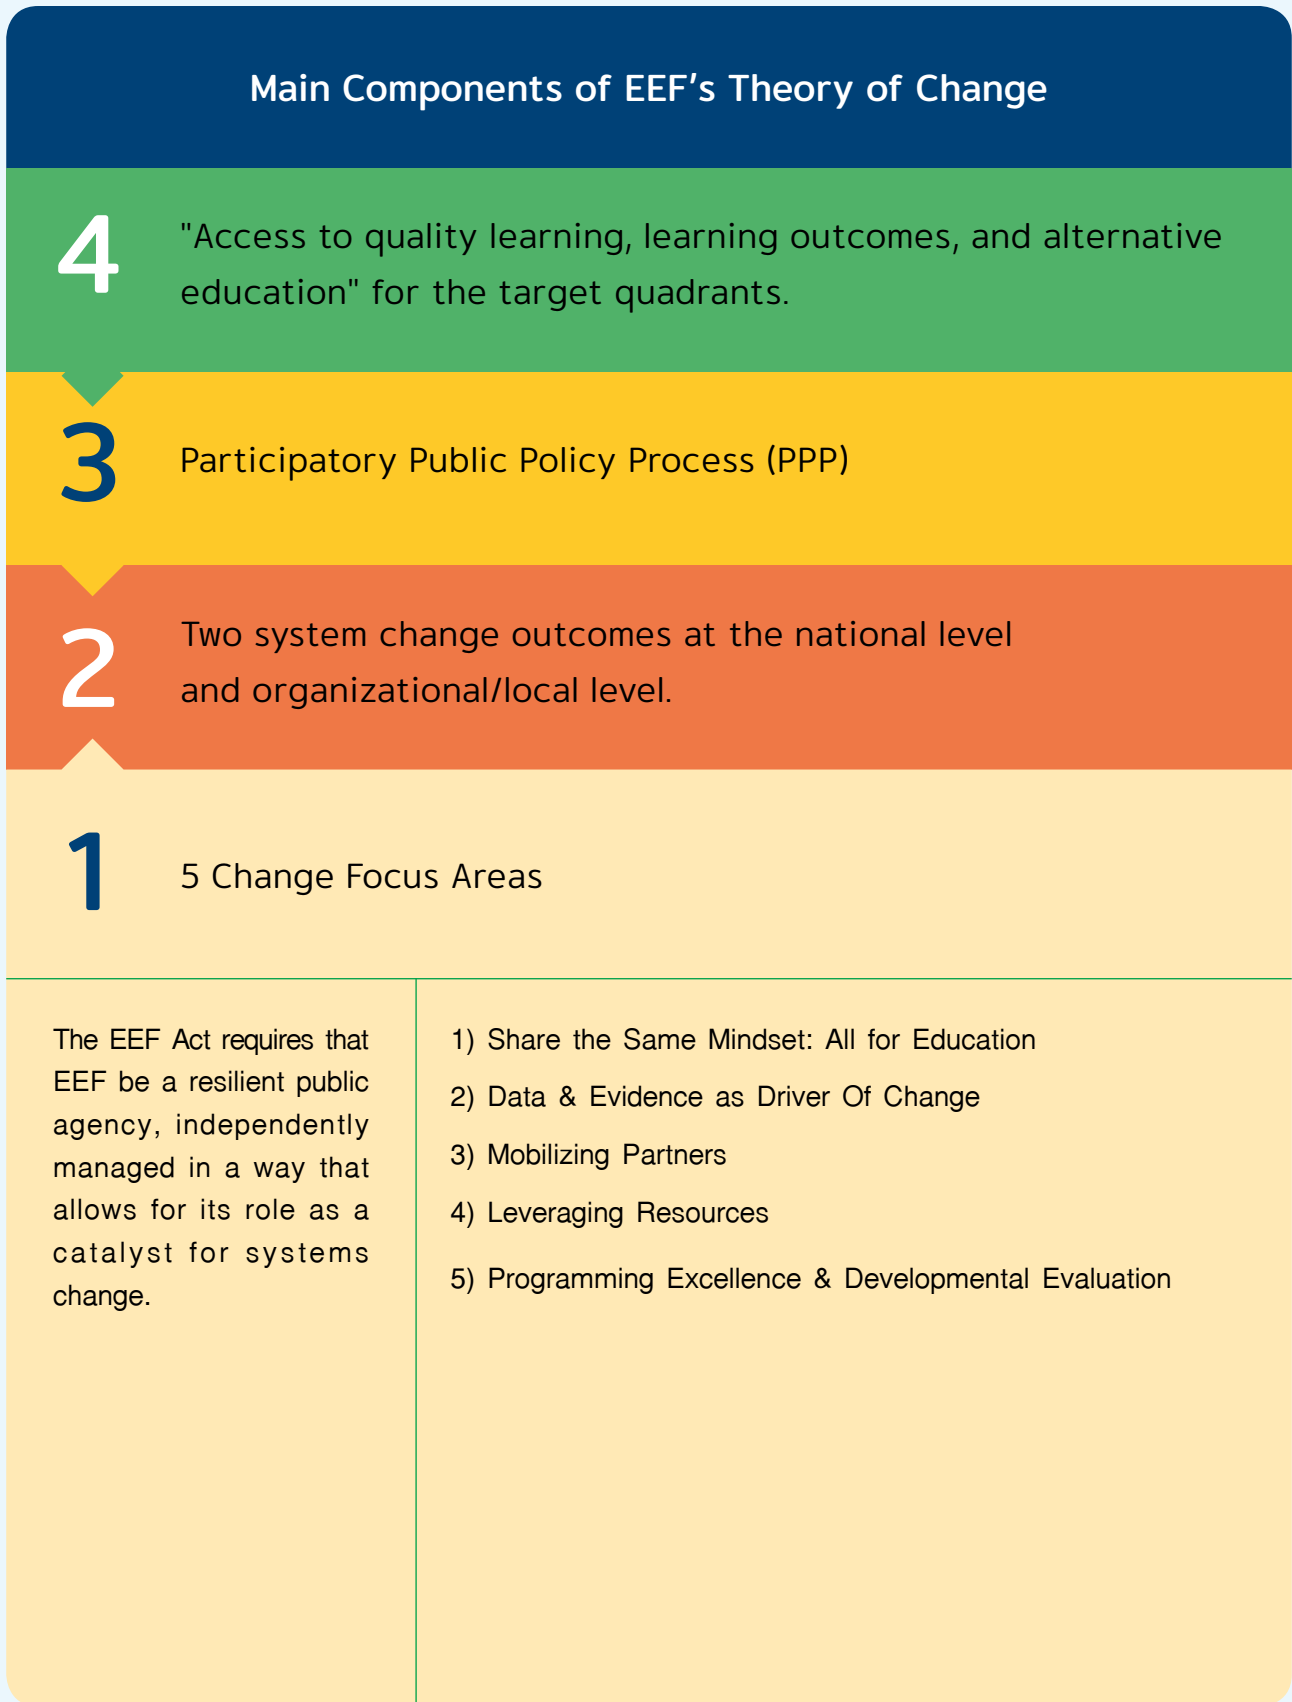 Main Components of EEF's Theory of Change
4
"Access to quality learning, learning outcomes, and alternative
education" for the target quadrants.
3
Participatory Public Policy Process (PPP)
2
Two system change outcomes at the national level
and organizational/local level.
1
5 Change Focus Areas
The EEF Act requires that
EEF be a resilient public
agency, independently
managed in a way that
allows for its role as a
catalyst for systems
change.
1) Share the Same Mindset: All for Education
2) Data & Evidence as Driver Of Change
3) Mobilizing Partners
4) Leveraging Resources
5) Programming Excellence & Developmental Evaluation